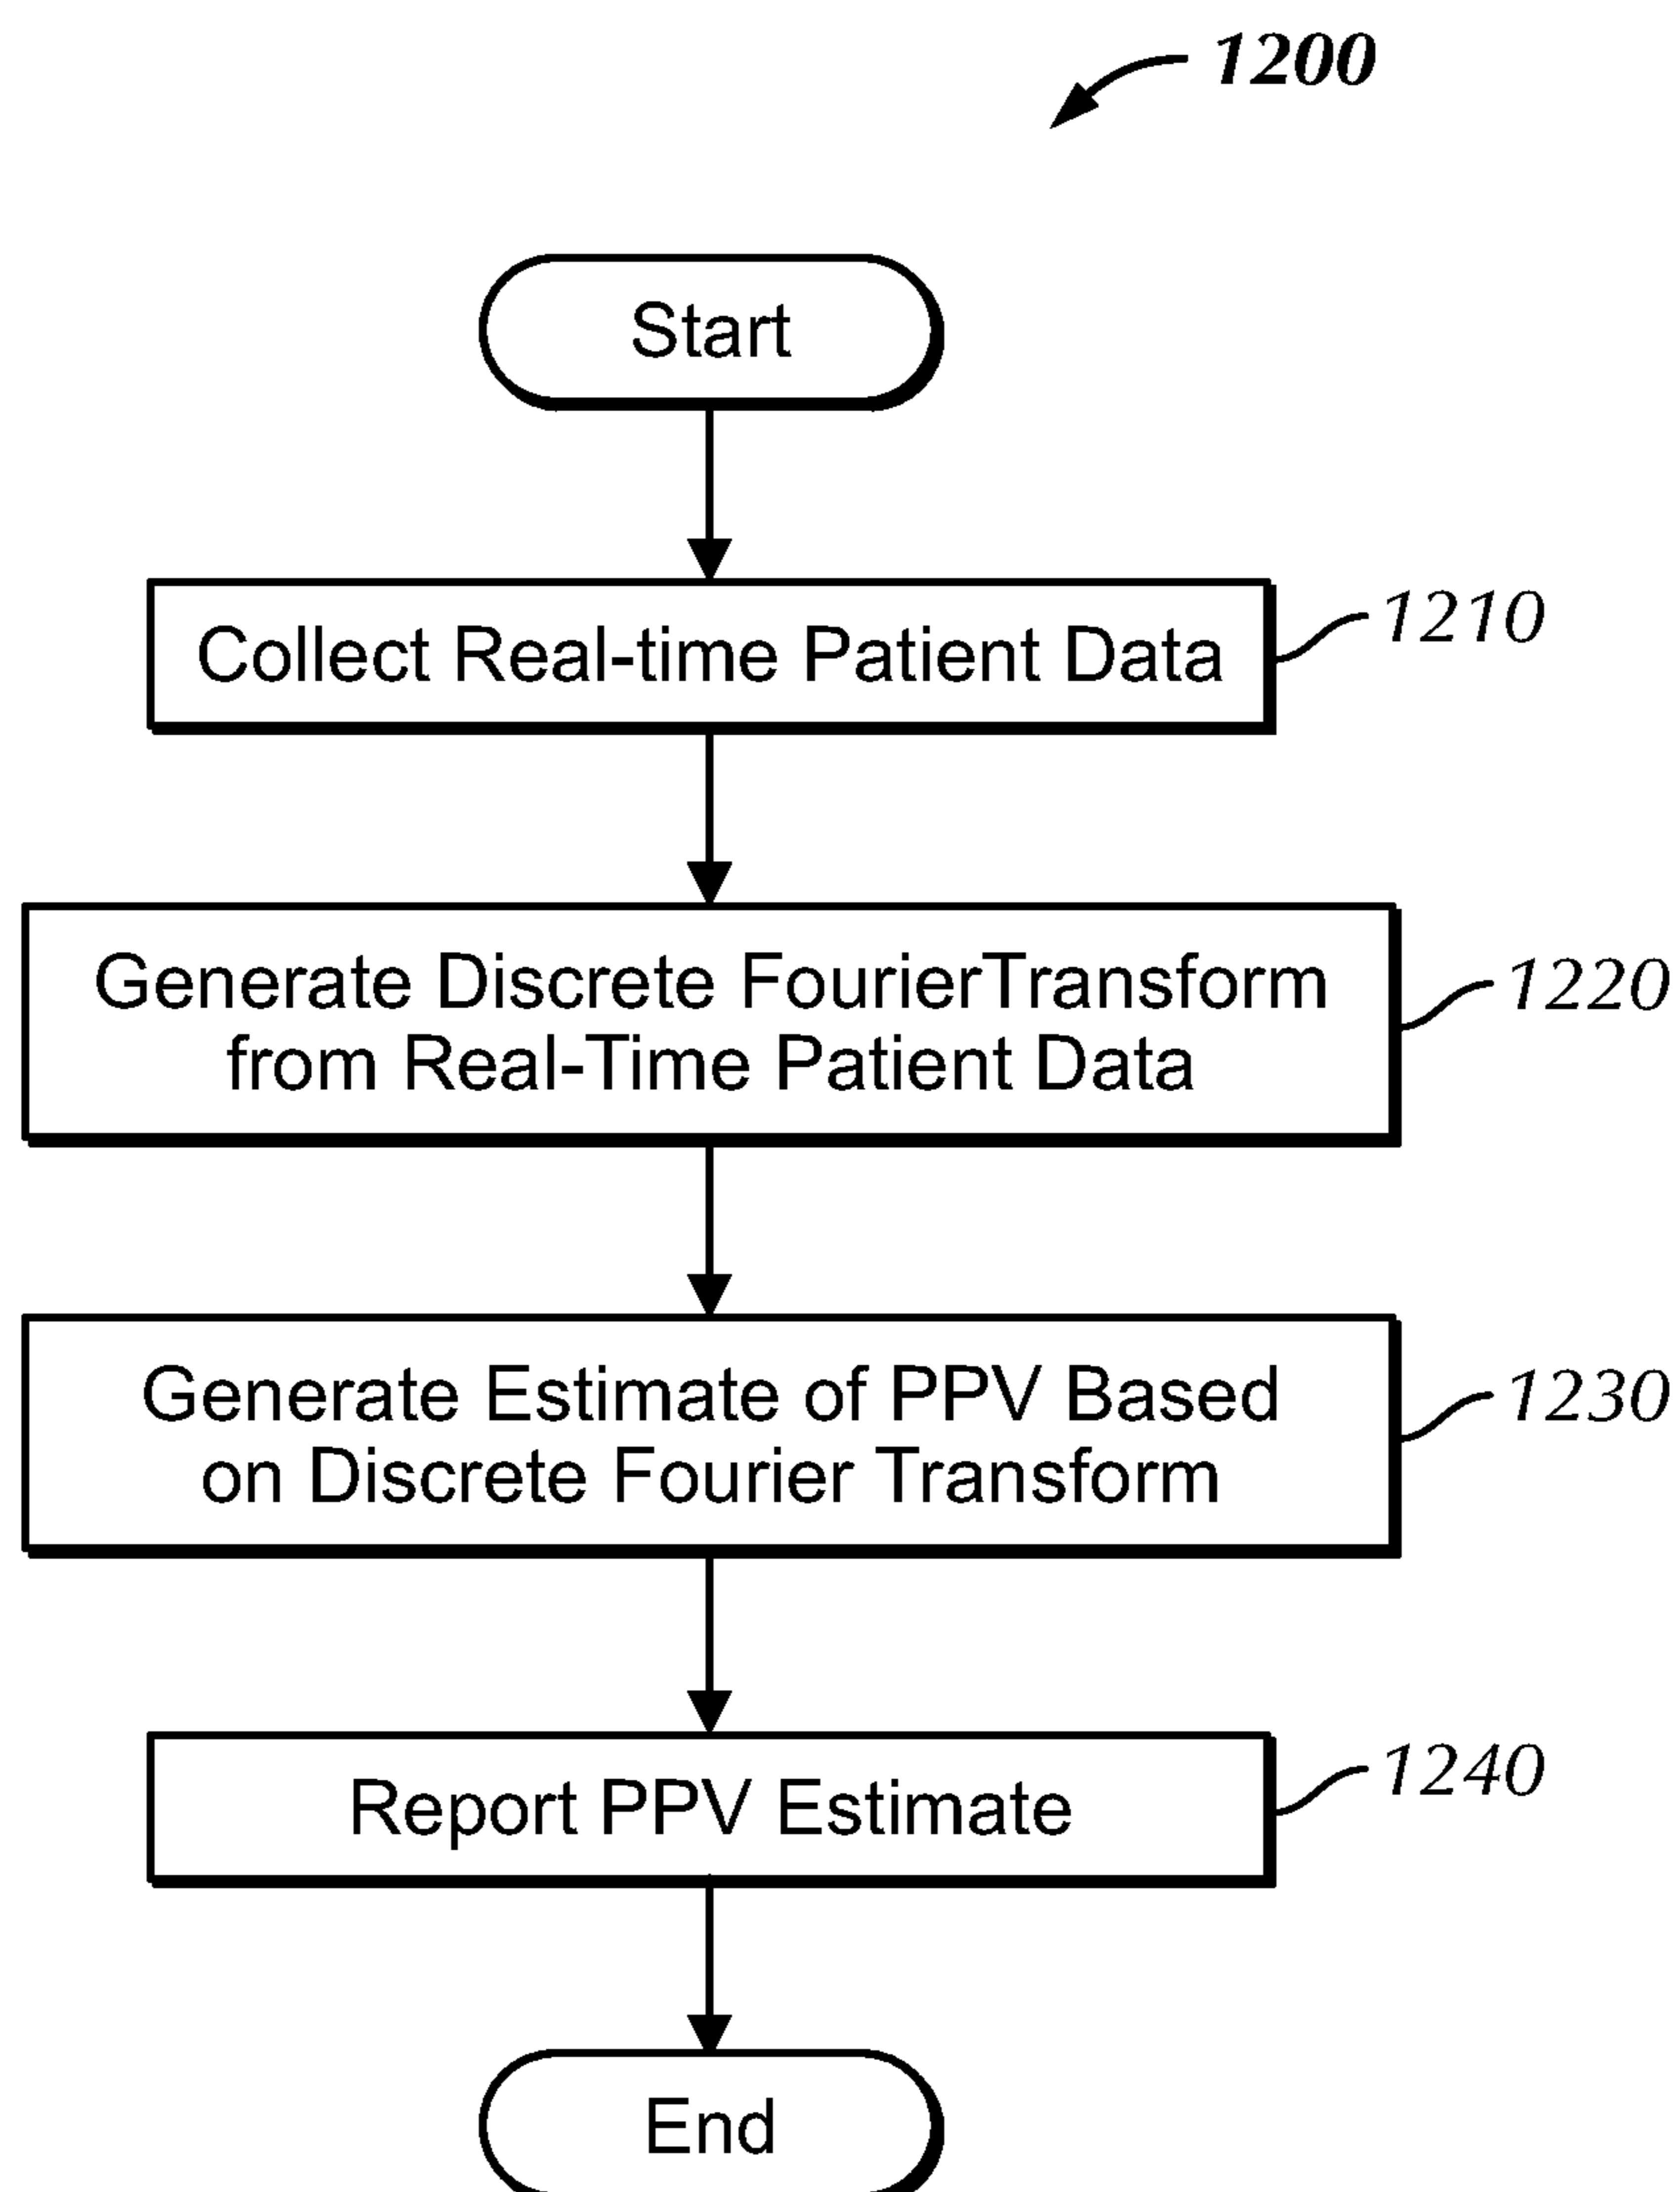 1200
Start
Collect Real-time Patient Data
1210
Generate Discrete FourierTransform
from Real-Time Patient Data
1220
Generate Estimate of PPV Based
on Discrete Fourier Transform
1230
Report PPV Estimate
1240
End